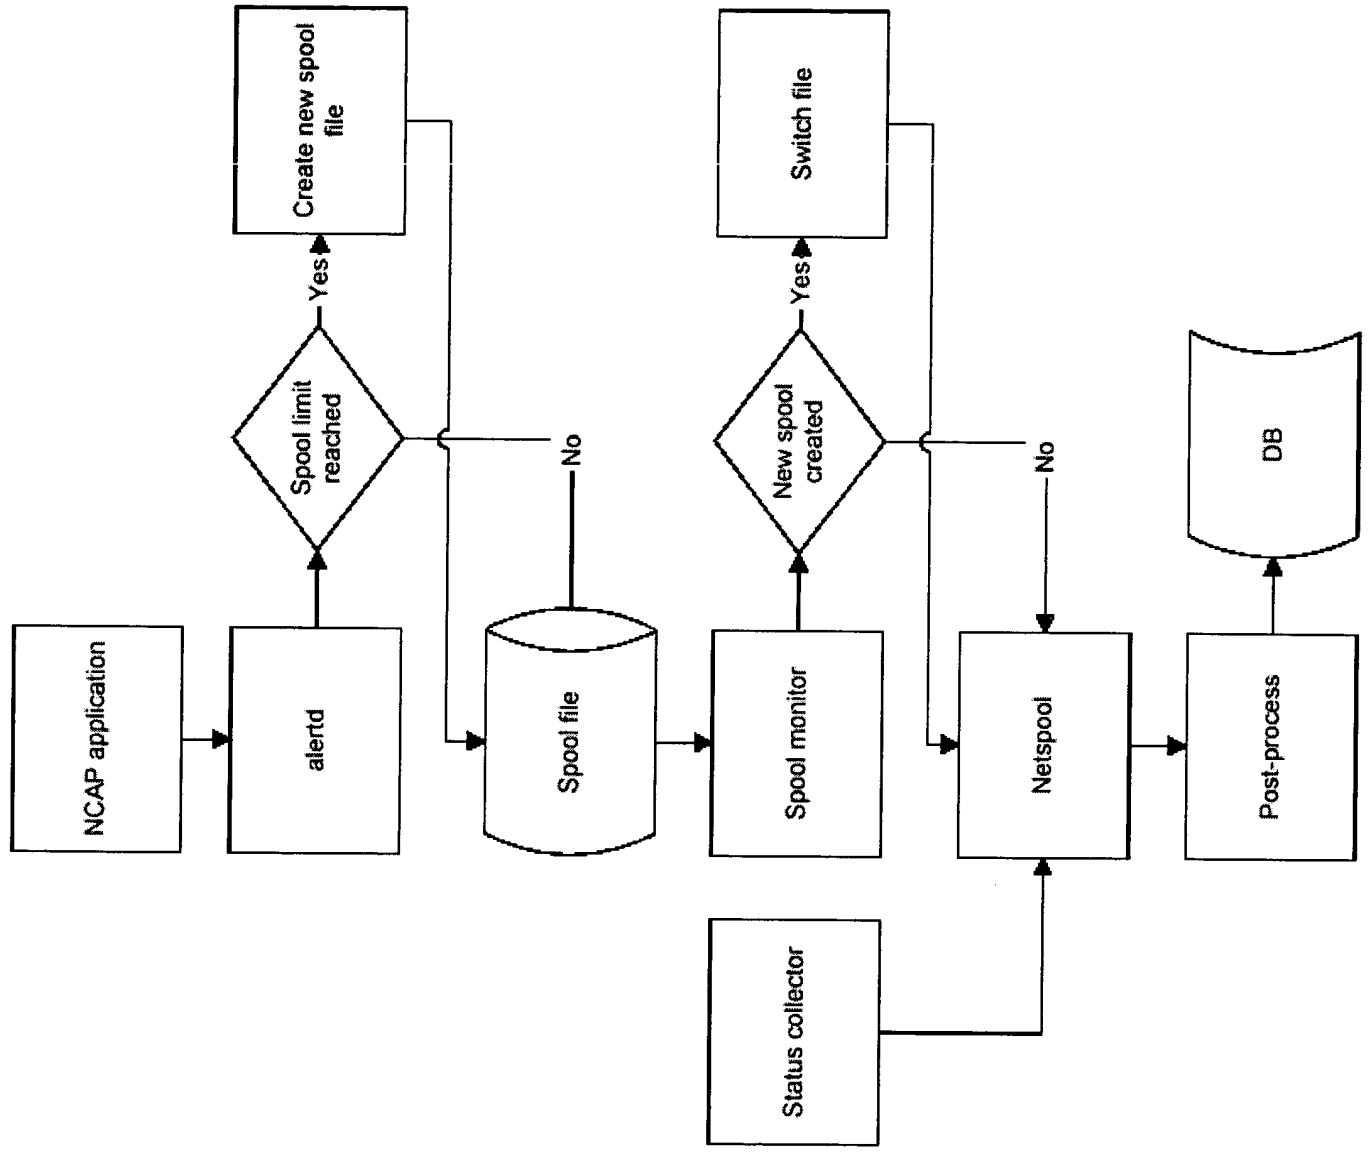 NCAP application
alertd
Spool limit
reached
Yes
Create new spool
file
No
Spool file
Spool monitor
New spool
created
Yes
Switch file
No
Status collector
Netspool
Post-process
DB